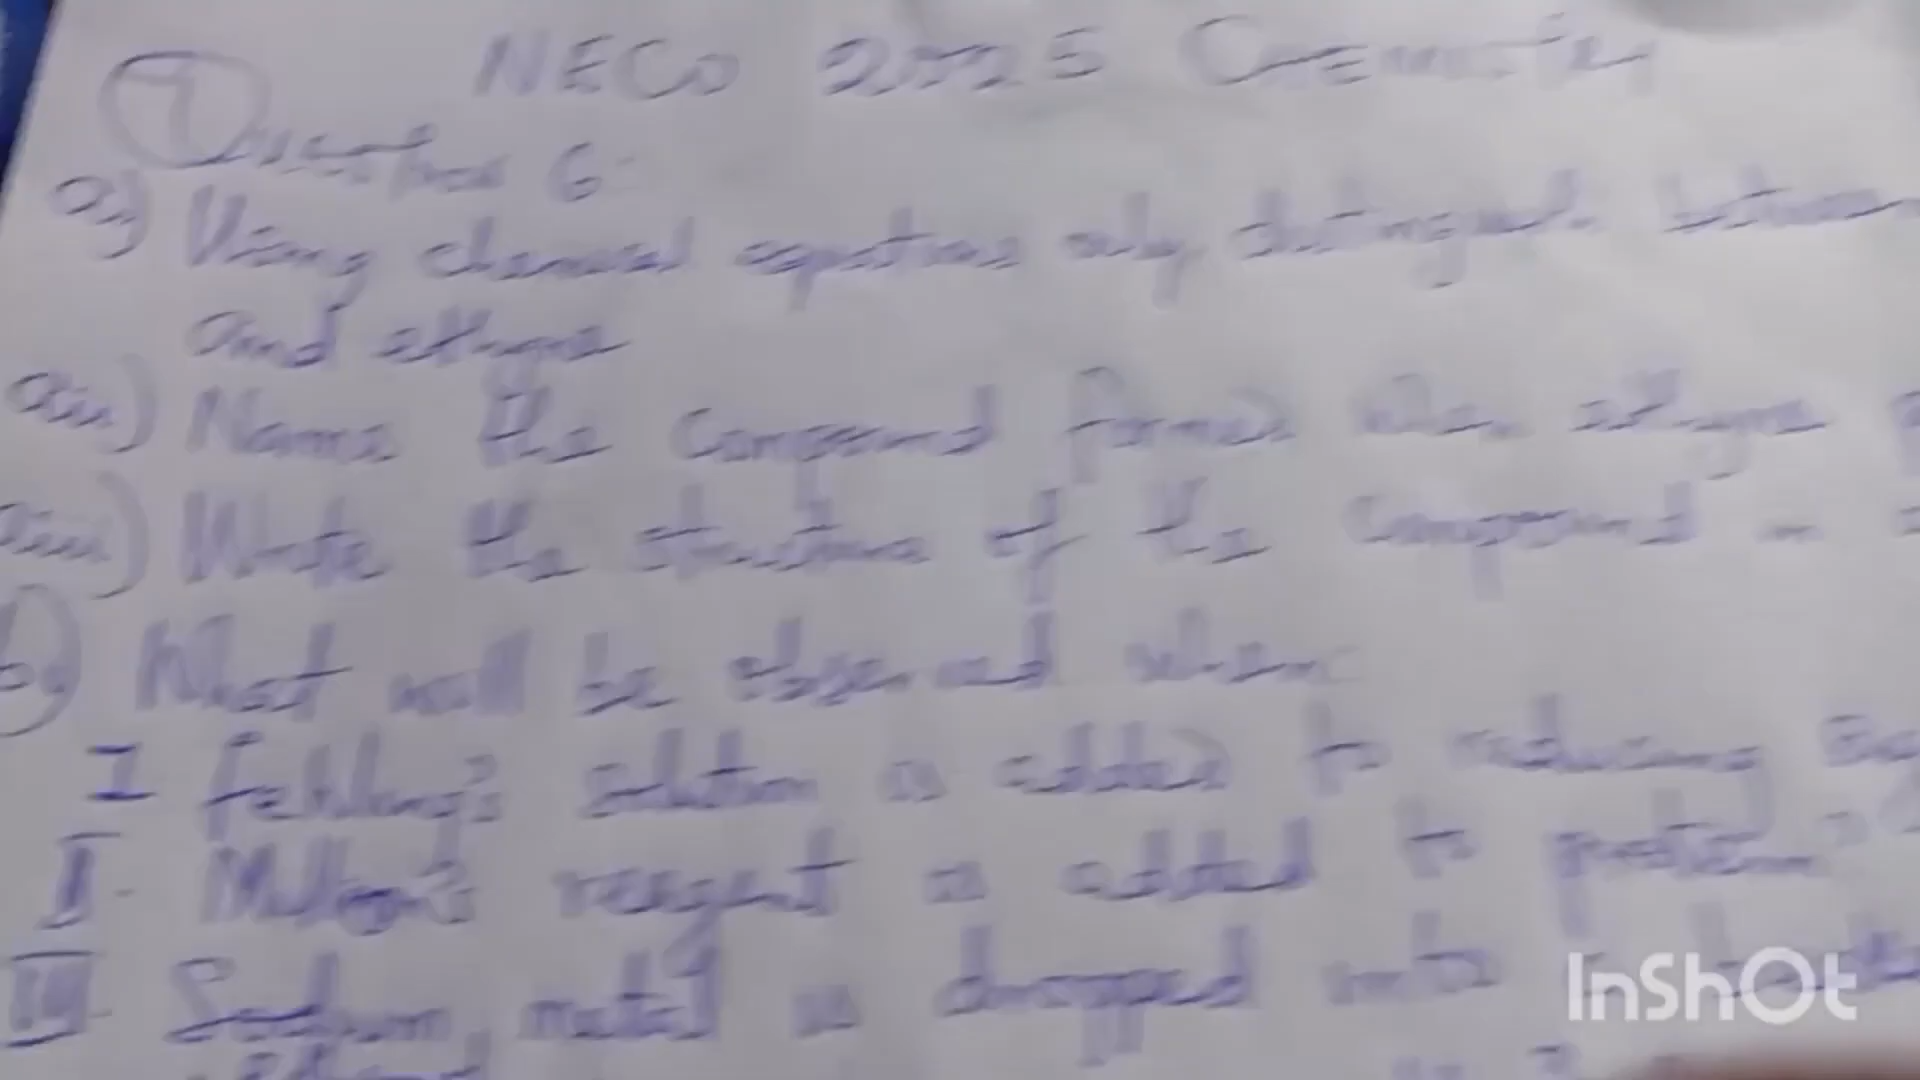 NECO 2025 Chemistry
Question 6:
ai) Using chemical equations only distinguish between
and ethyne
aii) Name the compound formed when ethyne
aiii) Write the structure of the compound in
b) What will be observed when
I Fehling's solution is added to reducing
II. Millon's reagent is added to protein
III Sodium metal is dropped into
InShOt